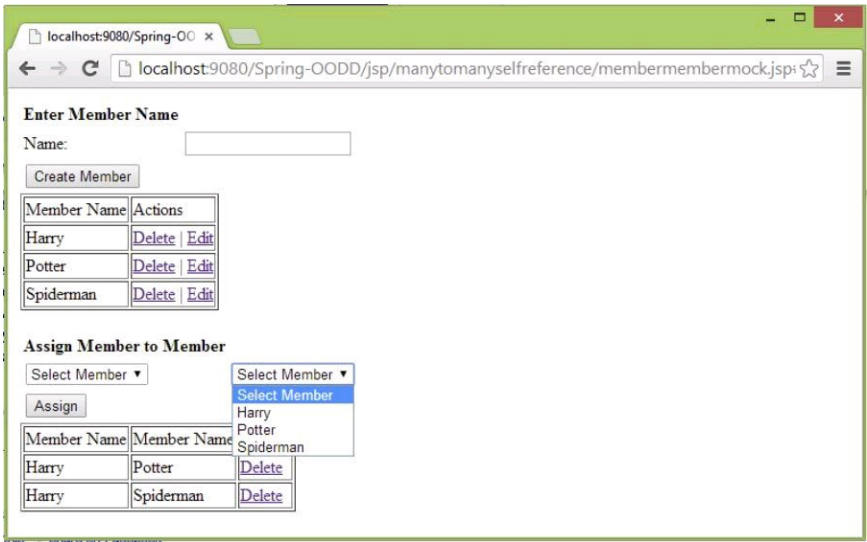 localhost:9080/Spring-OO
localhost:9080/Spring-OODD/jsp/manytomanyselfreference/membermembermock.jsp
Enter Member Name
Name:
Create Member
Member Name Actions
Harry Delete | Edit
Potter Delete | Edit
Spiderman Delete | Edit
Assign Member to Member
Select Member Select Member
Select Member
Harry
Potter
Spiderman
Assign
Member Name Member Name
Harry Potter Delete
Harry Spiderman Delete